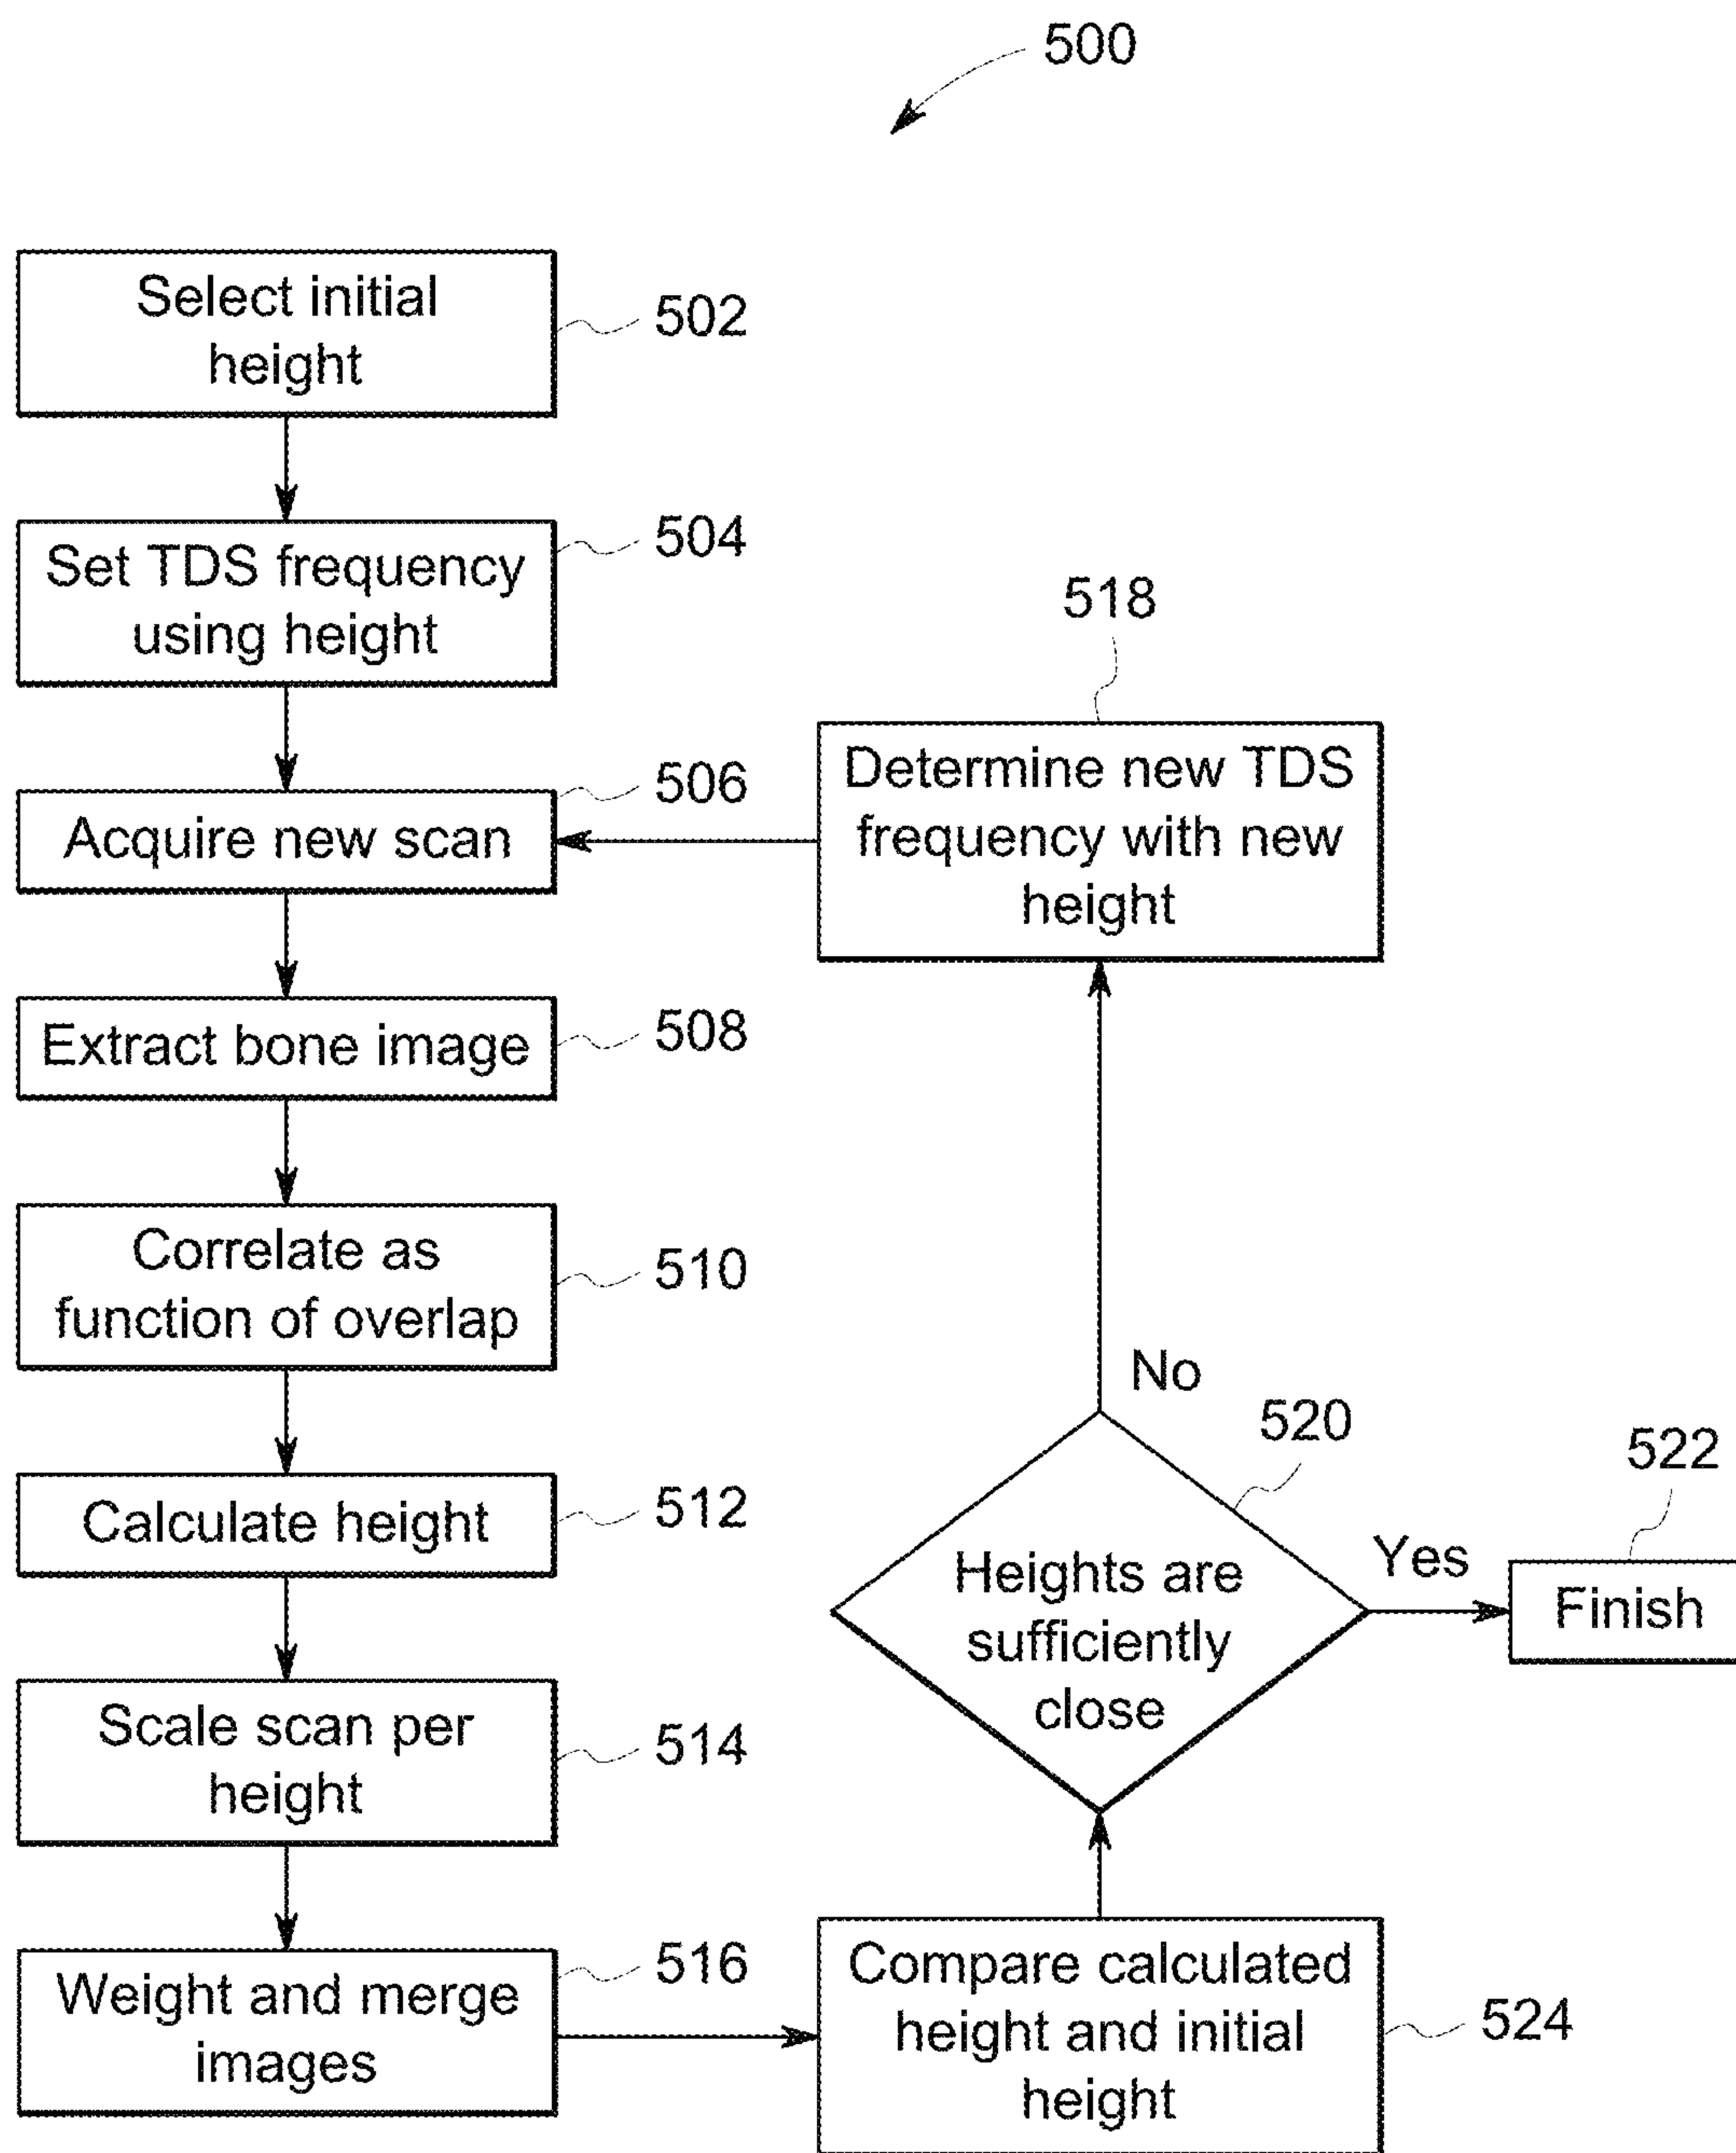 500
Select initial
height
502
Set TDS frequency
using height
504
Acquire new scan
506
Extract bone image
508
Correlate as
function of overlap
510
Calculate height
512
Scale scan per
height
514
Weight and merge
images
516
518
Determine new TDS
frequency with new
height
No
520
Heights are
sufficiently
close
Yes
522
Finish
Compare calculated
height and initial
height
524